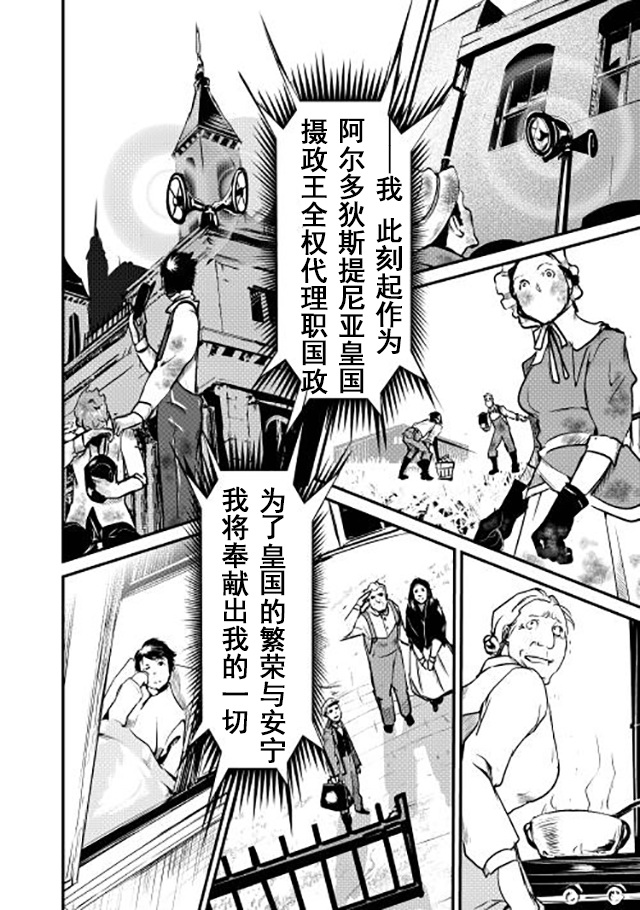 ——我 此刻起作为
阿尔多狄斯提尼亚皇国
摄政王全权代理职国政
为了皇国的繁荣与安宁
我将奉献出我的一切